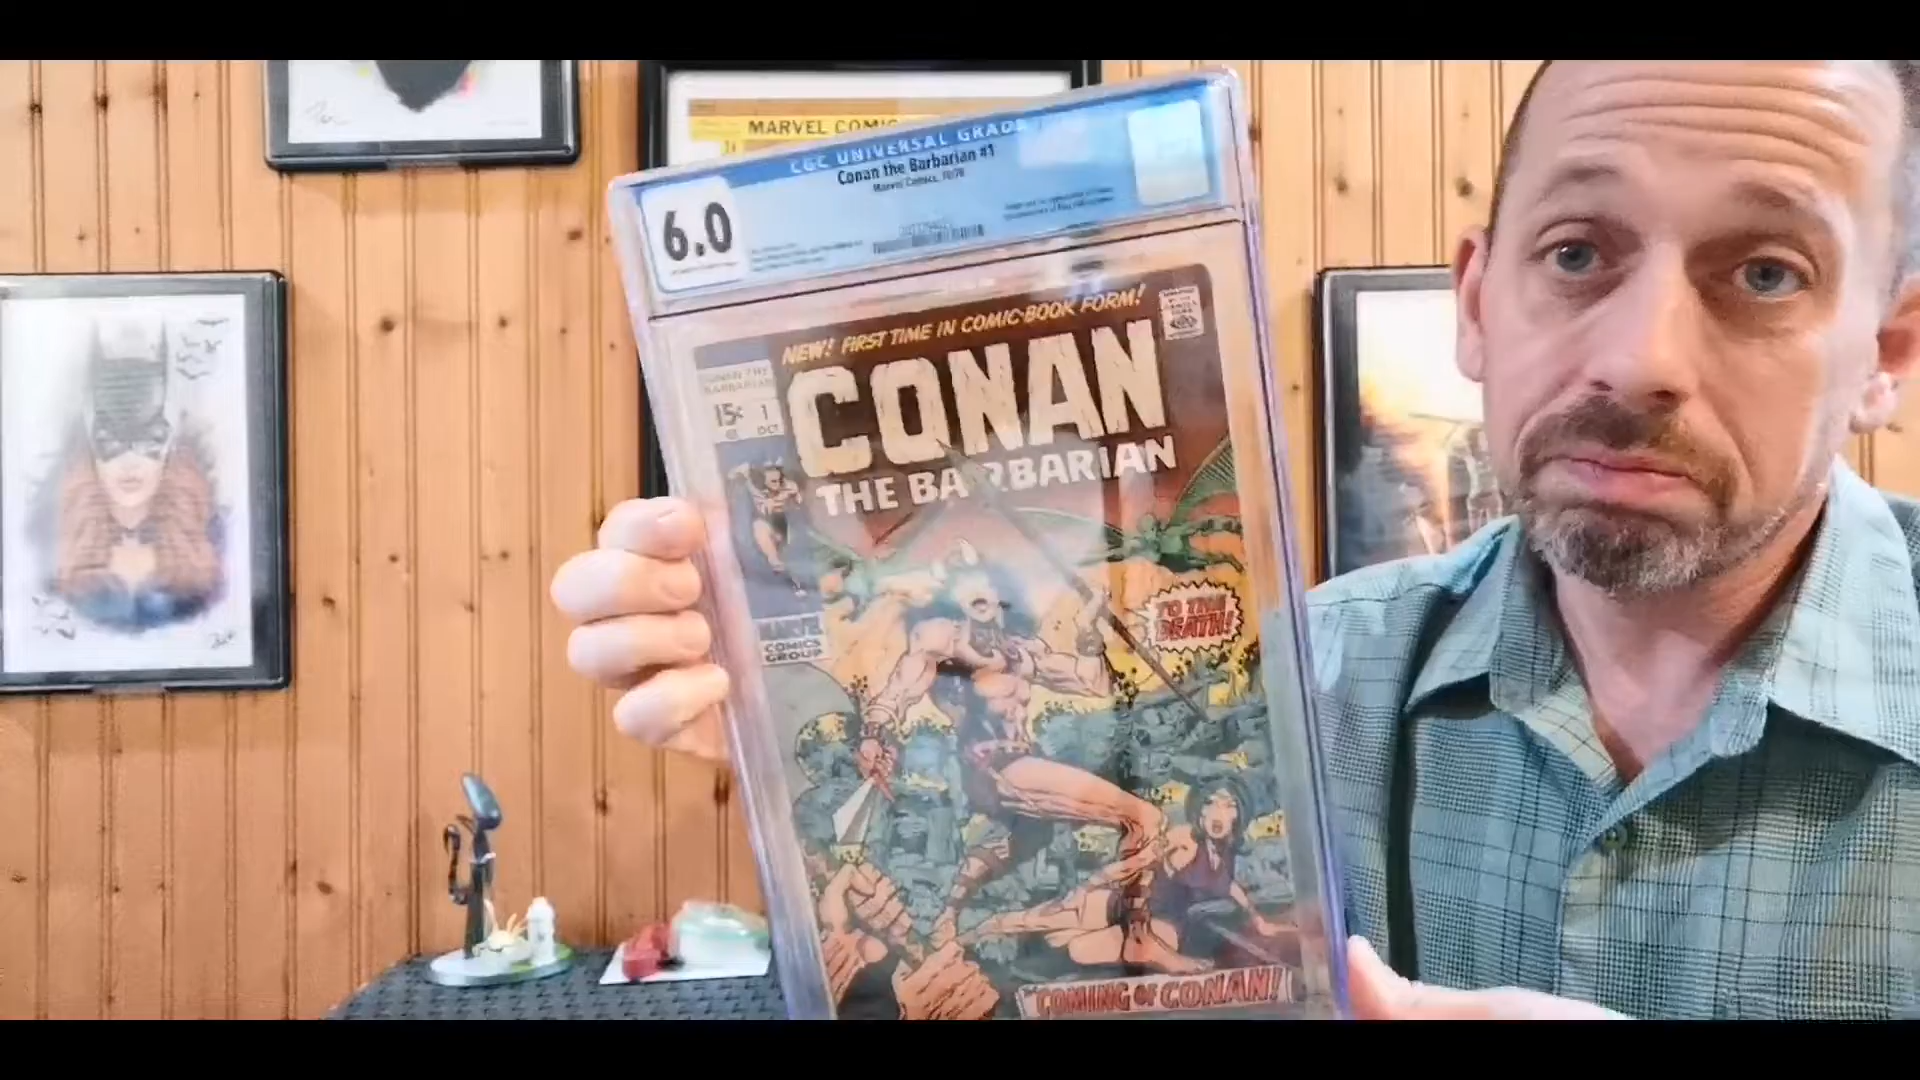 MARVEL COMIC
CGC UNIVERSAL GRADE
Conan the Barbarian #1
Marvel Comics, 10/70
6.0
NEW! FIRST TIME IN COMIC-BOOK FORM!
CONAN THE
BARBARIAN
15¢ 1
OCT
CONAN
THE BARBARIAN
TO THE
DEATH!
MARVEL
COMICS
GROUP
COMING OF CONAN!